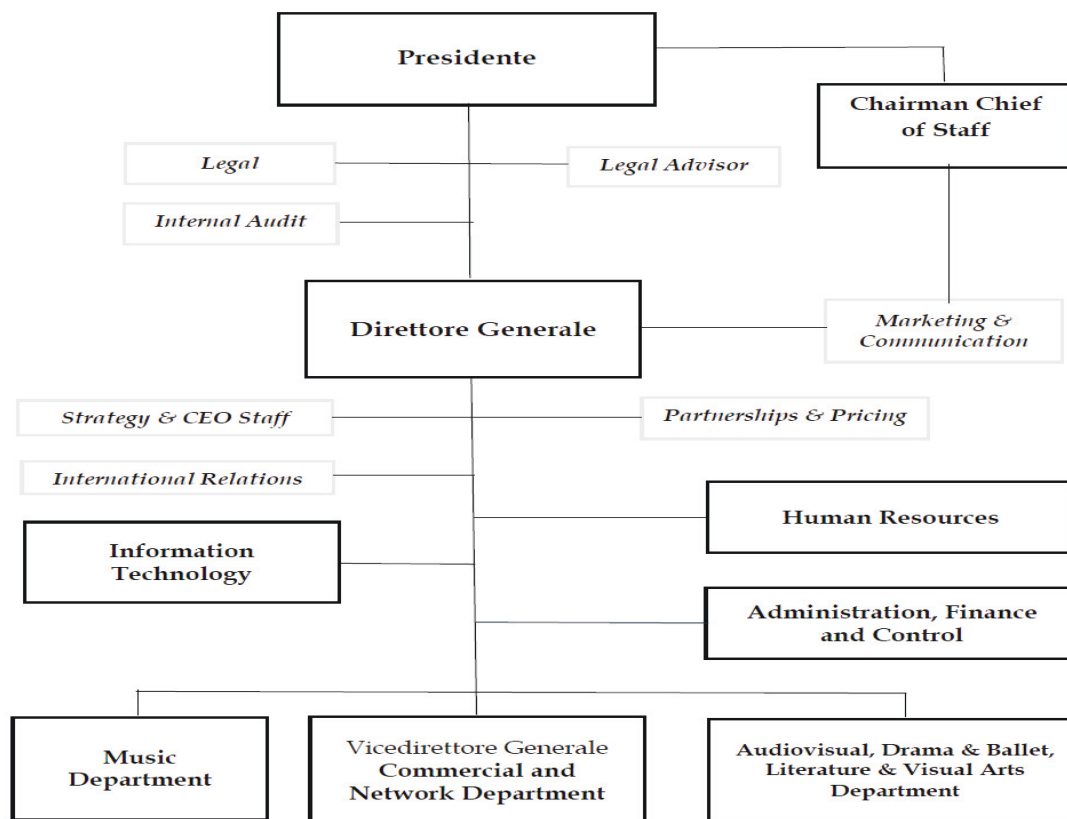 Presidente
Chairman Chief
of Staff
Legal
Legal Advisor
Internal Audit
Direttore Generale
Marketing &
Communication
Strategy & CEO Staff
Partnerships & Pricing
International Relations
Human Resources
Information
Technology
Administration, Finance
and Control
Music
Department
Vicedirettore Generale
Commercial and
Network Department
Audiovisual, Drama & Ballet,
Literature & Visual Arts
Department